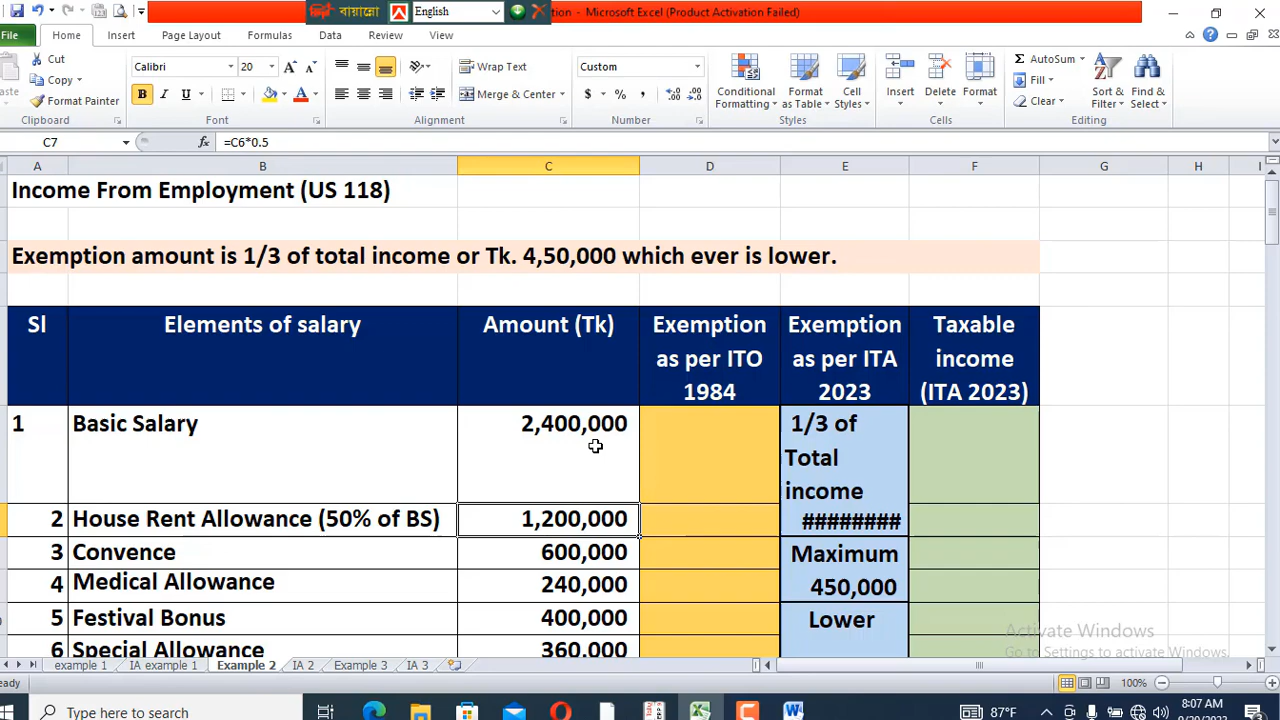 লিপি বায়ান্নো English tion - Microsoft Excel (Product Activation Failed)
File Home Insert Page Layout Formulas Data Review View
Cut
Copy
Format Painter
Clipboard
Calibri 20
B I U
Font
Wrap Text
Merge & Center
Alignment
Custom
$ % ,
Number
Conditional Formatting
Format as Table
Cell Styles
Styles
Insert Delete Format
Cells
AutoSum
Fill
Clear
Sort & Filter
Find & Select
Editing
C7 fx =C6*0.5
A B C D E F G H I
Income From Employment (US 118)
Exemption amount is 1/3 of total income or Tk. 4,50,000 which ever is lower.
Sl Elements of salary Amount (Tk) Exemption as per ITO 1984 Exemption as per ITA 2023 Taxable income (ITA 2023)
1 Basic Salary 2,400,000 1/3 of
Total
income
########
2 House Rent Allowance (50% of BS) 1,200,000
3 Convence 600,000 Maximum
4 Medical Allowance 240,000 450,000
5 Festival Bonus 400,000 Lower
6 Special Allowance 360,000
Activate Windows
Go to Settings to activate Windows.
example 1 IA example 1 Example 2 IA 2 Example 3 IA 3
eady 100%
Type here to search
87°F
8:07 AM